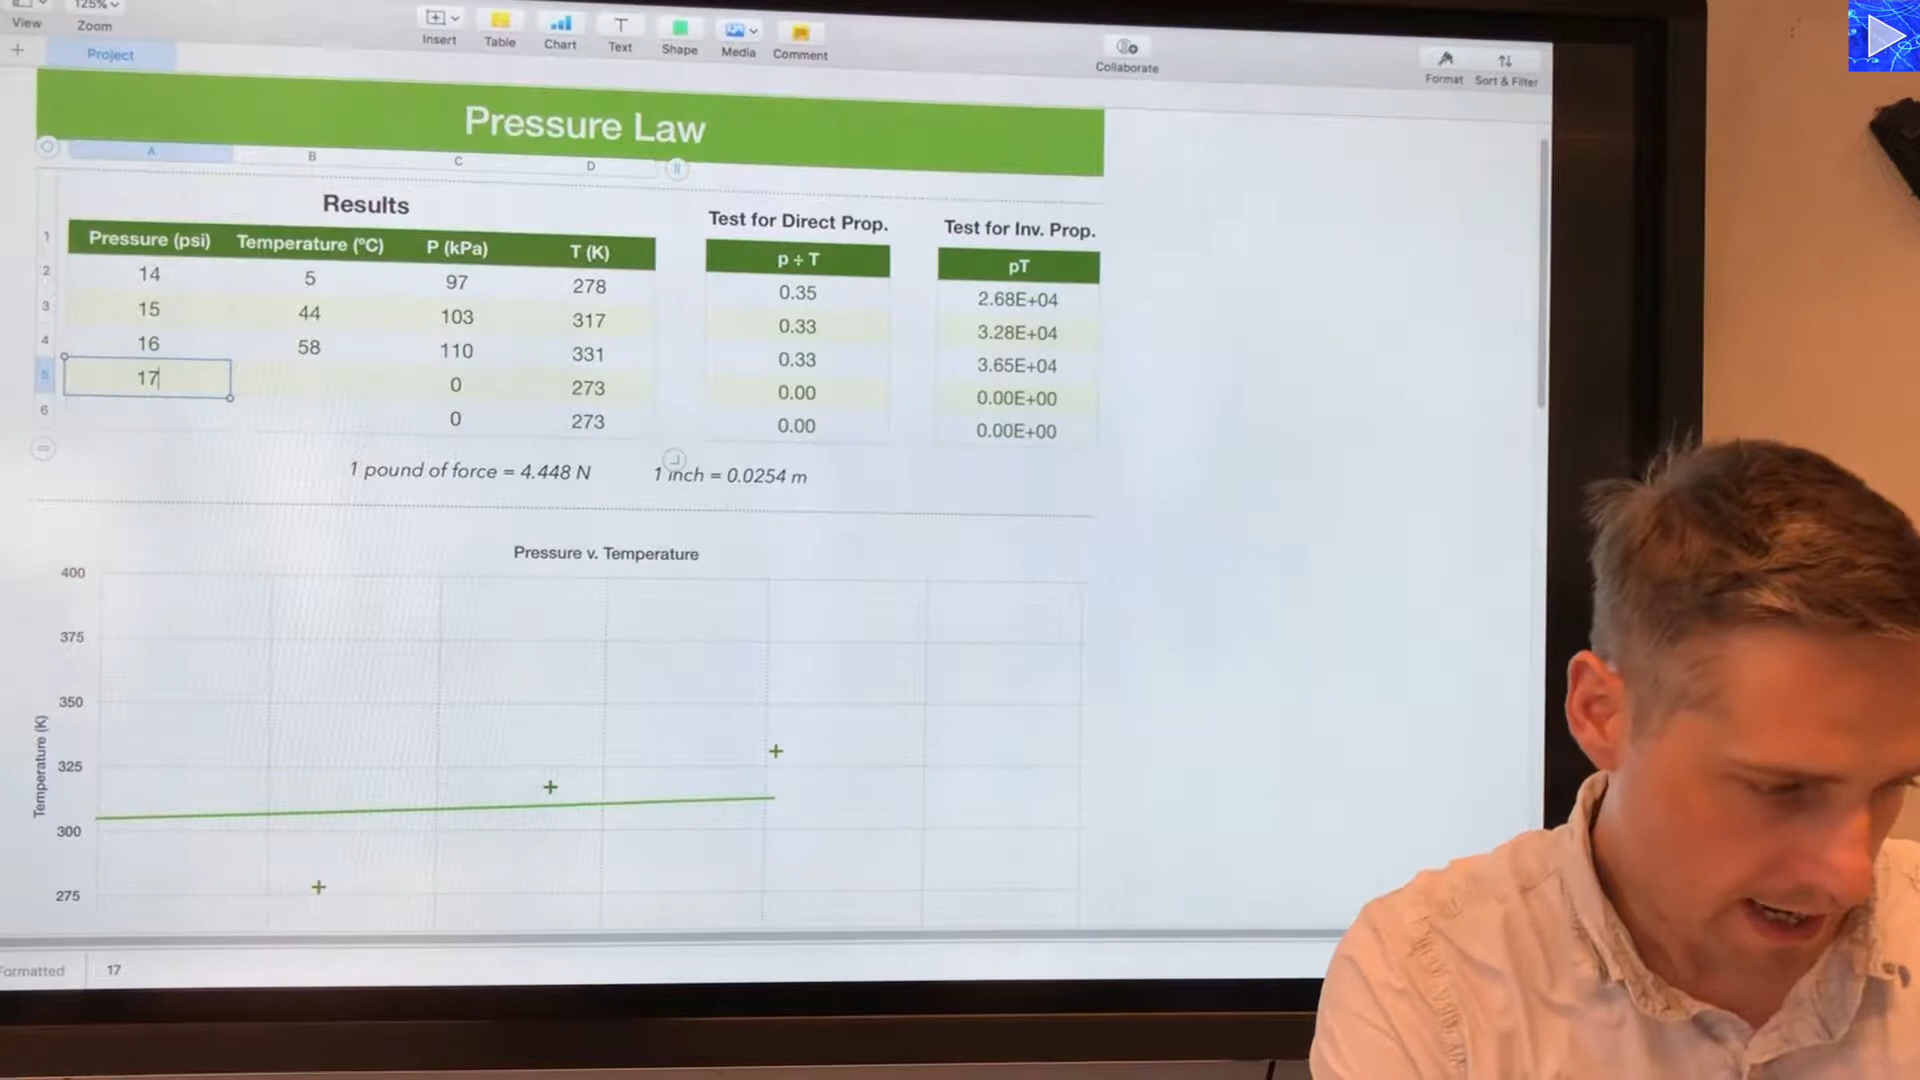 125%
View
Zoom
Insert
Table
Chart
Text
Shape
Media
Comment
Collaborate
Format
Sort & Filter
+
Project
Pressure Law
A B C D
Results
Test for Direct Prop.
Test for Inv. Prop.
1 Pressure (psi) Temperature (°C) P (kPa) T (K) p ÷ T pT
2 14 5 97 278 0.35 2.68E+04
3 15 44 103 317 0.33 3.28E+04
4 16 58 110 331 0.33 3.65E+04
5 17 0 273 0.00 0.00E+00
6 0 273 0.00 0.00E+00
1 pound of force = 4.448 N 1 inch = 0.0254 m
Pressure v. Temperature
400
375
350
325
300
275
Temperature (K)
17